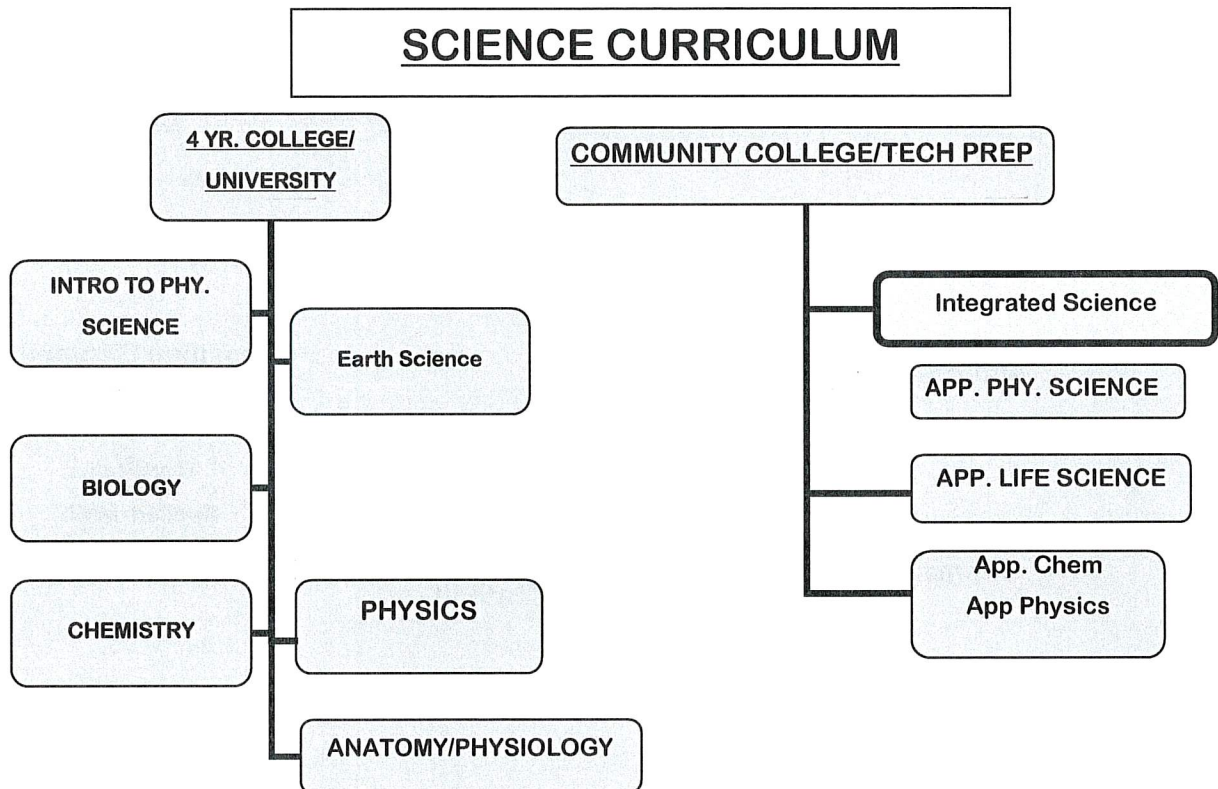 SCIENCE CURRICULUM
4 YR. COLLEGE/
UNIVERSITY
INTRO TO PHY.
SCIENCE
Earth Science
BIOLOGY
CHEMISTRY
PHYSICS
ANATOMY/PHYSIOLOGY
COMMUNITY COLLEGE/TECH PREP
Integrated Science
APP. PHY. SCIENCE
APP. LIFE SCIENCE
App. Chem
App Physics